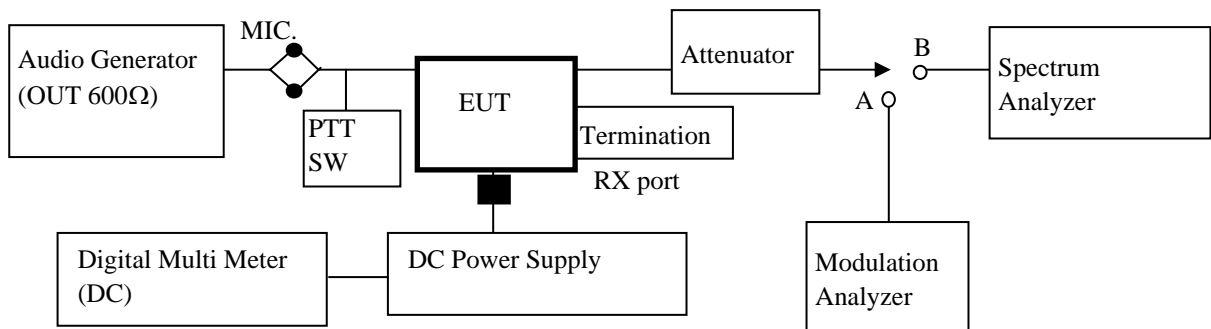 MIC.
Audio Generator
(OUT 600Ω)
PTT
SW
EUT
Termination
RX port
Attenuator
B
A
Spectrum
Analyzer
Digital Multi Meter
(DC)
DC Power Supply
Modulation
Analyzer